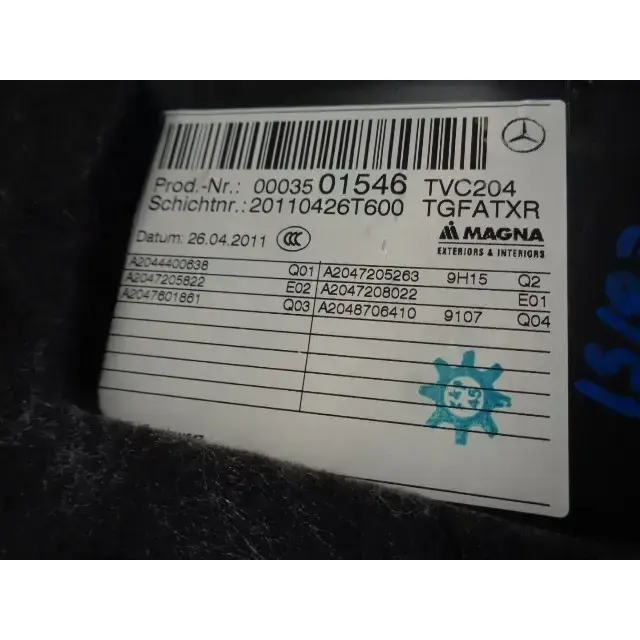 Prod.-Nr.: 00035 01546 TVC204
Schichtnr.: 20110426T600 TGFATXR
Datum: 26.04.2011 CCC MAGNA
EXTERIORS & INTERIORS
A2044400638 Q01 A2047205263 9H15 Q2
A2047205822 E02 A2047208022 E01
A2047601861 Q03 A2048706410 9107 Q04